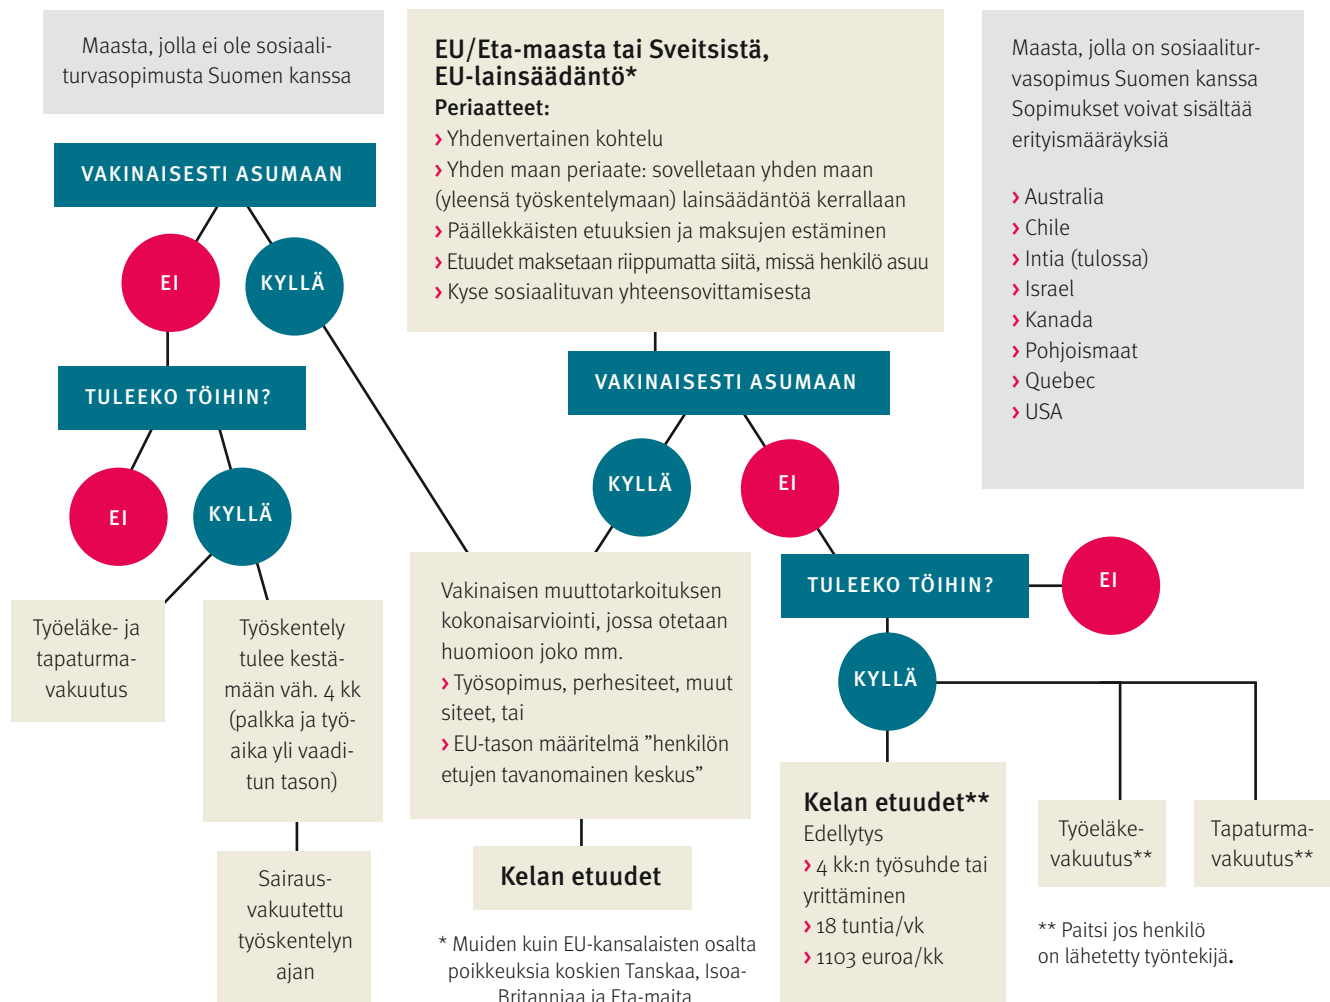 Maasta, jolla ei ole sosiaali-
turvasopimusta Suomen kanssa
VAKINAISESTI ASUMAAN
EI
KYLLÄ
TULEEKO TÖIHIN?
EI
KYLLÄ
Työeläke- ja
tapaturma-
vakuutus
Työskentely
tulee kestä-
mään väh. 4 kk
(palkka ja työ-
aika yli vaadi-
tun tason)
Sairaus-
vakuutettu
työskentelyn
ajan
EU/Eta-maasta tai Sveitsistä,
EU-lainsäädäntö*
Periaatteet:
› Yhdenvertainen kohtelu
› Yhden maan periaate: sovelletaan yhden maan
(yleensä työskentelymaan) lainsäädäntöä kerrallaan
› Päällekkäisten etuuksien ja maksujen estäminen
› Etuudet maksetaan riippumatta siitä, missä henkilö asuu
› Kyse sosiaalituvan yhteensovittamisesta
VAKINAISESTI ASUMAAN
KYLLÄ
EI
Vakinaisen muuttotarkoituksen
kokonaisarviointi, jossa otetaan
huomioon joko mm.
› Työsopimus, perhesiteet, muut
siteet, tai
› EU-tason määritelmä ”henkilön
etujen tavanomainen keskus”
Kelan etuudet
* Muiden kuin EU-kansalaisten osalta
poikkeuksia koskien Tanskaa, Isoa-
Britanniaa ja Eta-maita
TULEEKO TÖIHIN?
EI
KYLLÄ
Kelan etuudet**
Edellytys
› 4 kk:n työsuhde tai
yrittäminen
› 18 tuntia/vk
› 1103 euroa/kk
Työeläke-
vakuutus**
Tapaturma-
vakuutus**
** Paitsi jos henkilö
on lähetetty työntekijä.
Maasta, jolla on sosiaalitur-
vasopimus Suomen kanssa
Sopimukset voivat sisältää
erityismääräyksiä
› Australia
› Chile
› Intia (tulossa)
› Israel
› Kanada
› Pohjoismaat
› Quebec
› USA